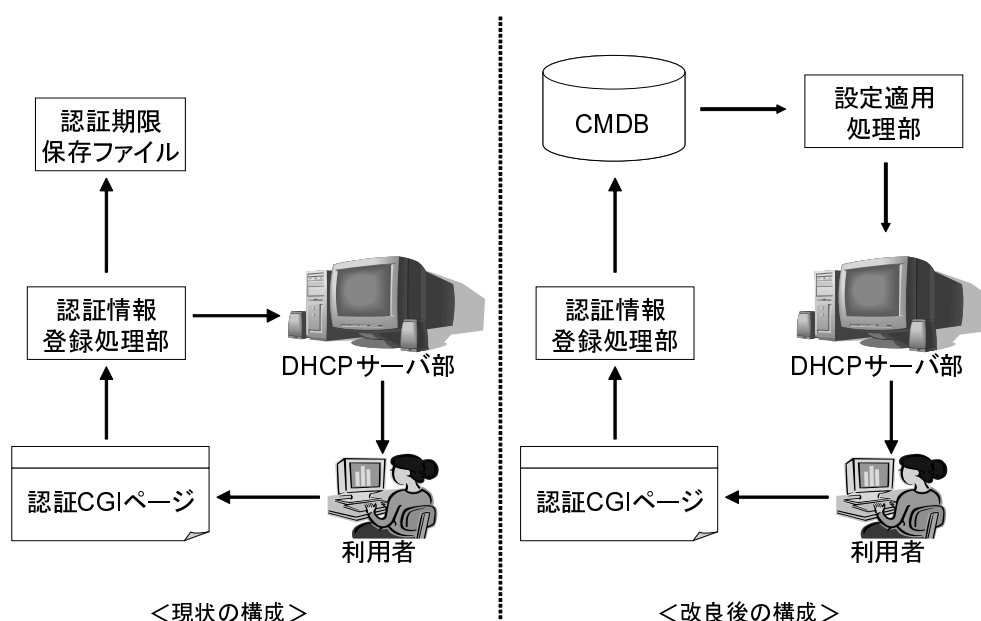 認証期限
保存ファイル
認証情報
登録処理部
DHCPサーバ部
認証CGIページ
利用者
＜現状の構成＞
CMDB
設定適用
処理部
認証情報
登録処理部
DHCPサーバ部
認証CGIページ
利用者
＜改良後の構成＞